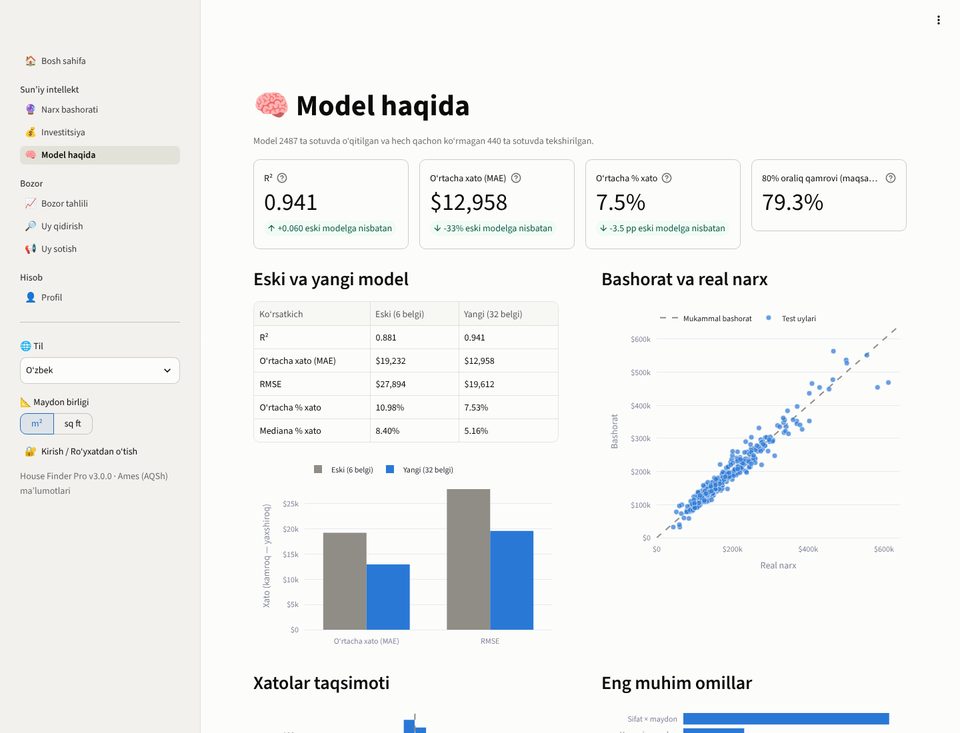 Bosh sahifa
Sun'iy intellekt
Narx bashorati
Investitsiya
Model haqida
Bozor
Bozor tahlili
Uy qidirish
Uy sotish
Hisob
Profil
Til
O'zbek
Maydon birligi
m² sq ft
Kirish / Ro'yxatdan o'tish
House Finder Pro v3.0.0 · Ames (AQSh)
ma'lumotlari
Model haqida
Model 2487 ta sotuvda o'qitilgan va hech qachon ko'rmagan 440 ta sotuvda tekshirilgan.
R²
0.941
↑ +0.060 eski modelga nisbatan
O'rtacha xato (MAE)
$12,958
↓ -33% eski modelga nisbatan
O'rtacha % xato
7.5%
↓ -3.5 pp eski modelga nisbatan
80% oraliq qamrovi (maqsa...
79.3%
Eski va yangi model
Ko'rsatkich Eski (6 belgi) Yangi (32 belgi)
R² 0.881 0.941
O'rtacha xato (MAE) $19,232 $12,958
RMSE $27,894 $19,612
O'rtacha % xato 10.98% 7.53%
Mediana % xato 8.40% 5.16%
Eski (6 belgi) Yangi (32 belgi)
Xato (kamroq — yaxshiroq)
$25k
$20k
$15k
$10k
$5k
$0
O'rtacha xato (MAE) RMSE
Bashorat va real narx
Mukammal bashorat Test uylari
Bashorat
$600k
$500k
$400k
$300k
$200k
$100k
$0
$0 $200k $400k $600k
Real narx
Xatolar taqsimoti
Eng muhim omillar
Sifat × maydon